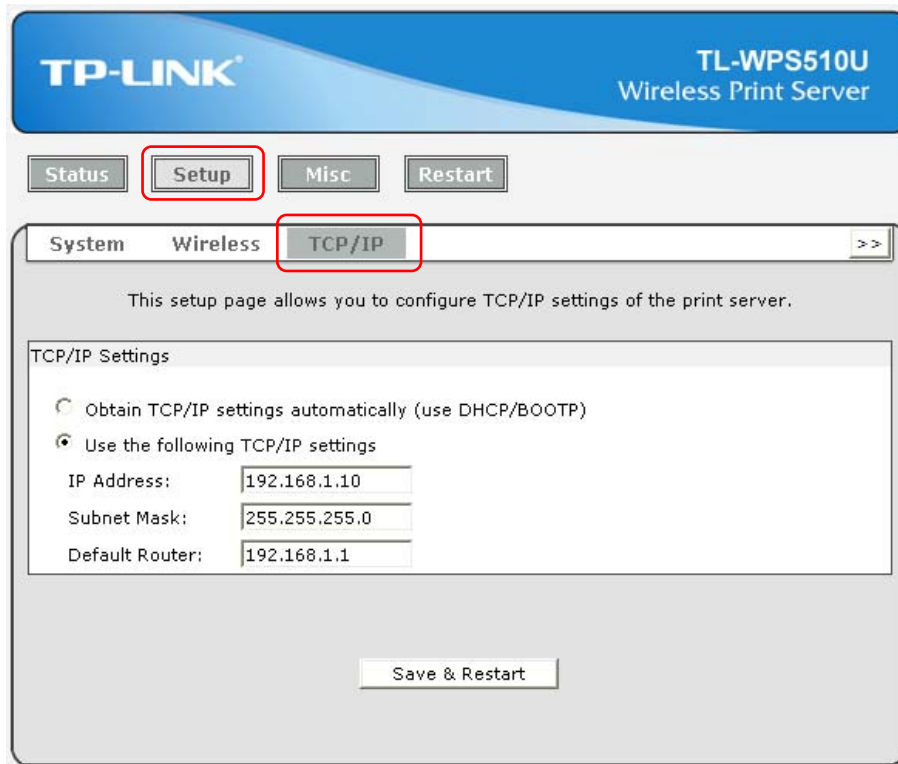 TP-LINK®
TL-WPS510U
Wireless Print Server
Status Setup Misc Restart
System Wireless TCP/IP >>
This setup page allows you to configure TCP/IP settings of the print server.
TCP/IP Settings
Obtain TCP/IP settings automatically (use DHCP/BOOTP)
Use the following TCP/IP settings
IP Address: 192.168.1.10
Subnet Mask: 255.255.255.0
Default Router: 192.168.1.1
Save & Restart